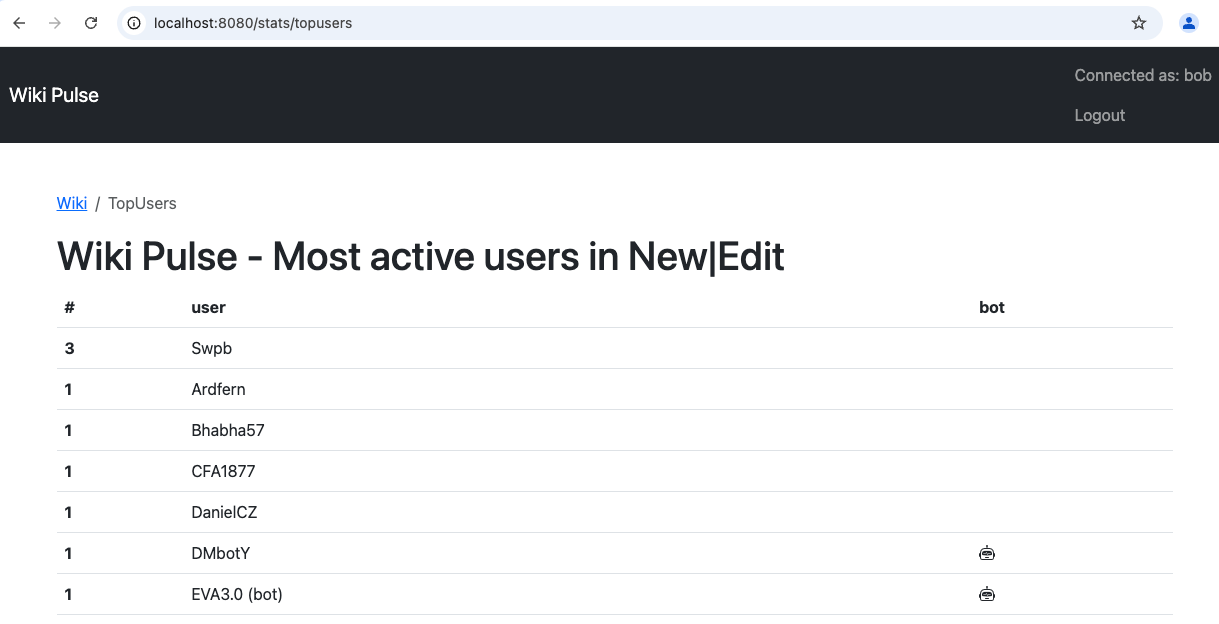 localhost:8080/stats/topusers
Wiki Pulse
Connected as: bob
Logout
Wiki / TopUsers
Wiki Pulse - Most active users in New|Edit
# user bot
3 Swpb
1 Ardfern
1 Bhabha57
1 CFA1877
1 DanielCZ
1 DMbotY
1 EVA3.0 (bot)